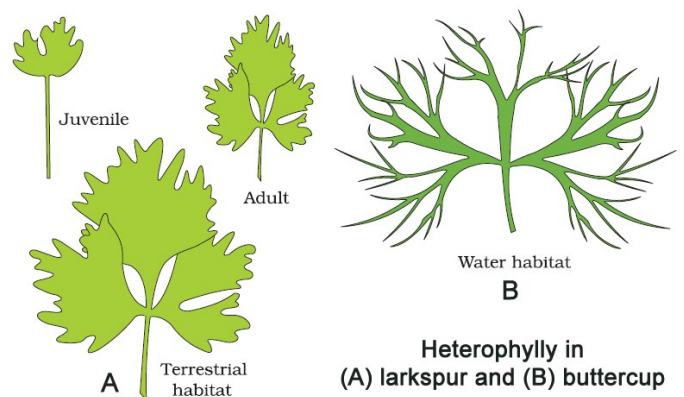 Juvenile
Adult
Water habitat
B
A
Terrestrial
habitat
Heterophylly in
(A) larkspur and (B) buttercup